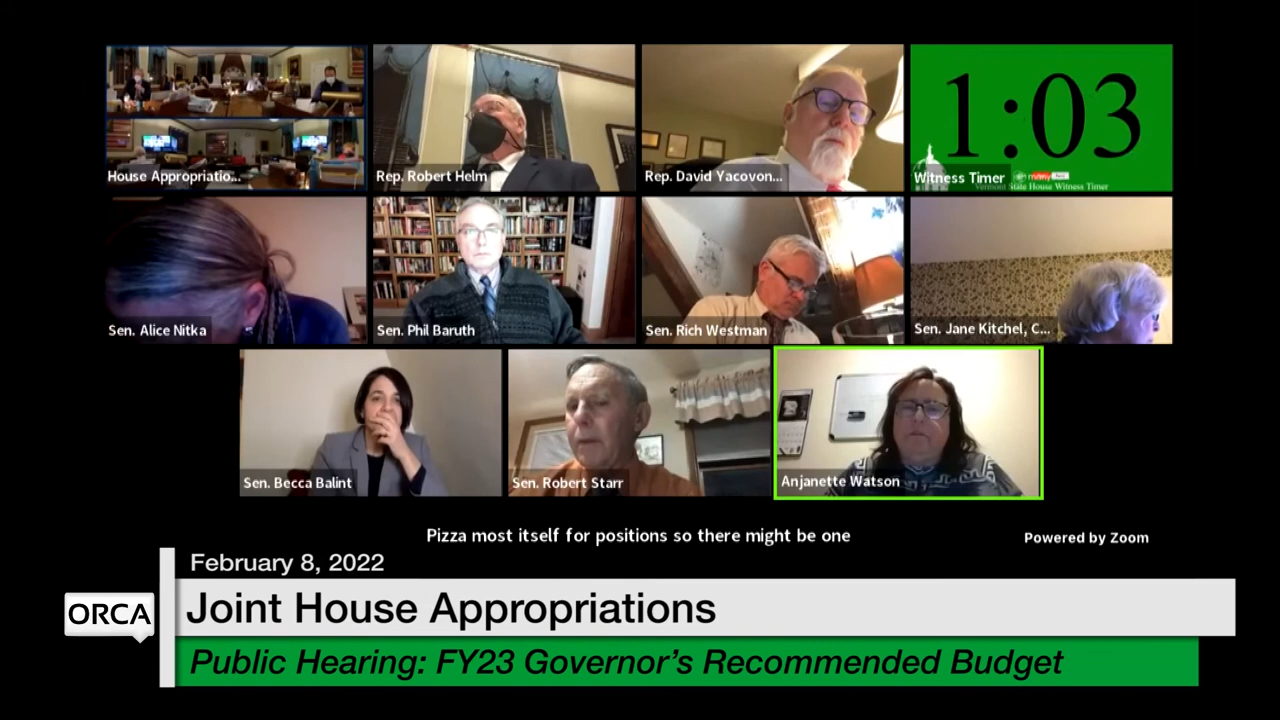 House Appropriatio...
Rep. Robert Helm
Rep. David Yacovon...
1:03
Witness Timer
Vermont State House Witness Timer
Sen. Alice Nitka
Sen. Phil Baruth
Sen. Rich Westman
Sen. Jane Kitchel, C...
Sen. Becca Balint
Sen. Robert Starr
Anjanette Watson
Pizza most itself for positions so there might be one
Powered by Zoom
February 8, 2022
ORCA
Joint House Appropriations
Public Hearing: FY23 Governor's Recommended Budget